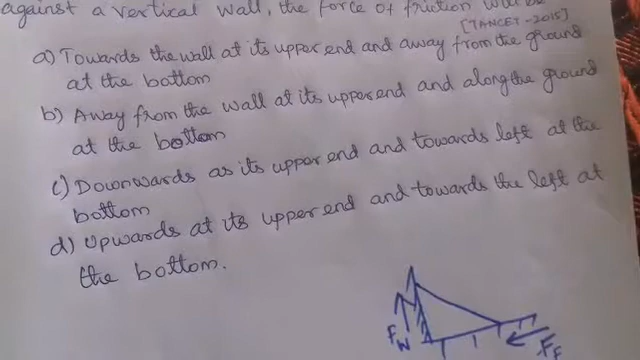 against a vertical wall, the force of friction will be
[TANCET-2015]
a) Towards the wall at its upper end and away from the ground
at the bottom
b) Away from the wall at its upper end and along the ground
at the bottom
c) Downwards as its upper end and towards left at the
bottom
d) Upwards at its upper end and towards the left at
the bottom.
FW
FF